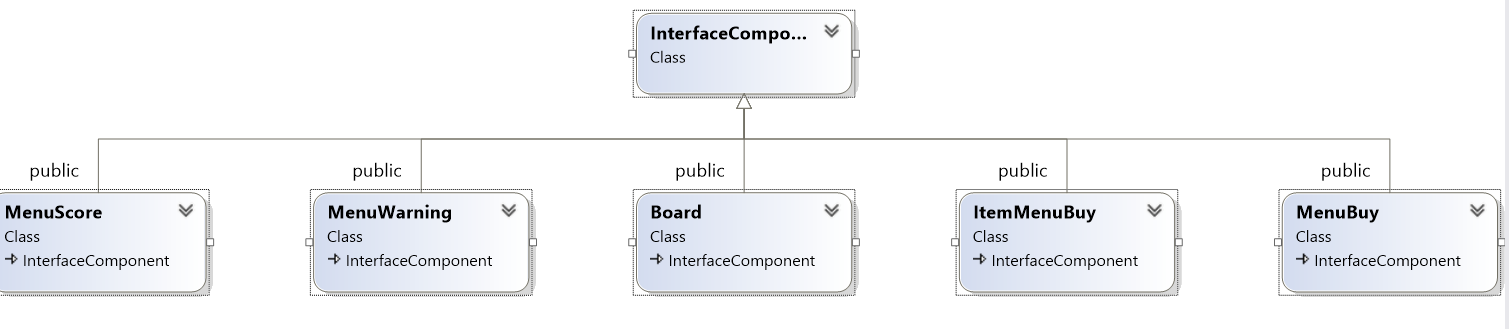 InterfaceCompo...
Class
public
public
public
public
public
MenuScore
Class
InterfaceComponent
MenuWarning
Class
InterfaceComponent
Board
Class
InterfaceComponent
ItemMenuBuy
Class
InterfaceComponent
MenuBuy
Class
InterfaceComponent